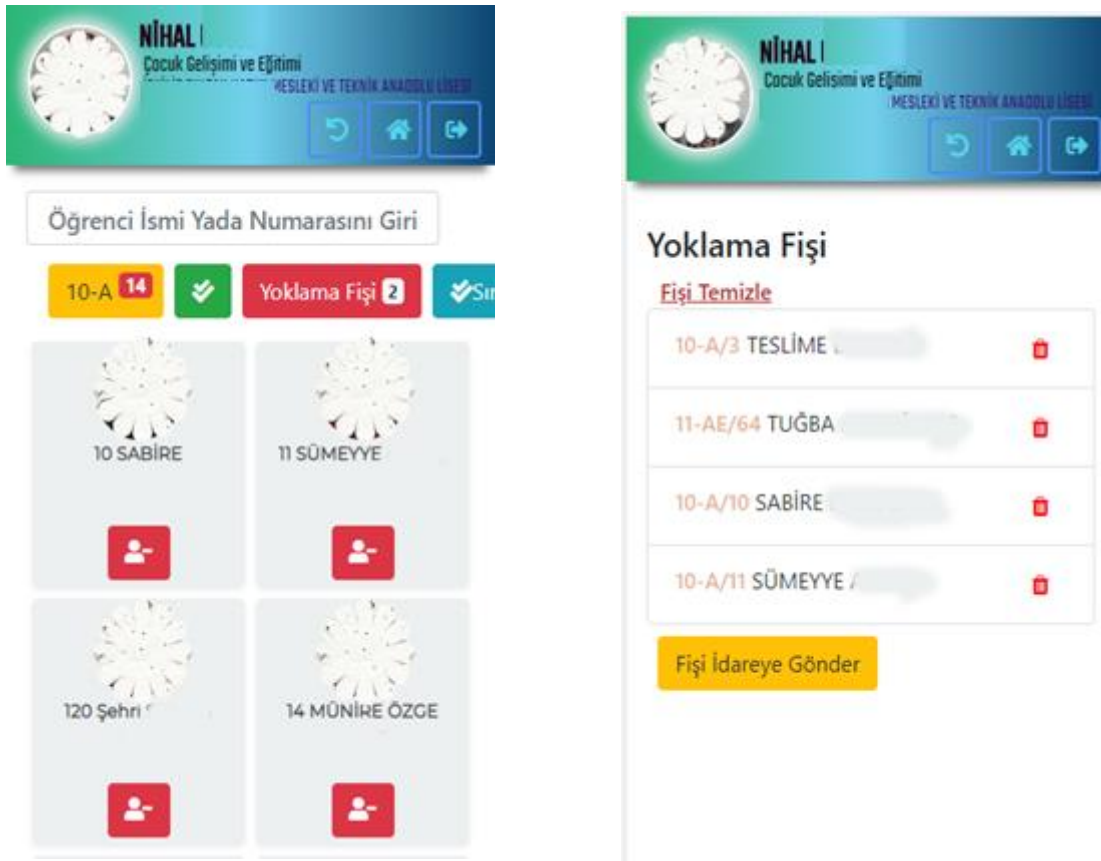 NİHAL
Çocuk Gelişimi ve Eğitimi
MESLEKİ VE TEKNİK ANADOLU LİSESİ
Öğrenci İsmi Yada Numarasını Giri
10-A 14
Yoklama Fişi 2
Sır
10 SABİRE
11 SÜMEYYE
120 Şehri
14 MÜNİRE ÖZGE
NİHAL
Çocuk Gelişimi ve Eğitimi
MESLEKİ VE TEKNİK ANADOLU LİSESİ
Yoklama Fişi
Fişi Temizle
10-A/3 TESLİME
11-AE/64 TUĞBA
10-A/10 SABİRE
10-A/11 SÜMEYYE
Fişi İdareye Gönder